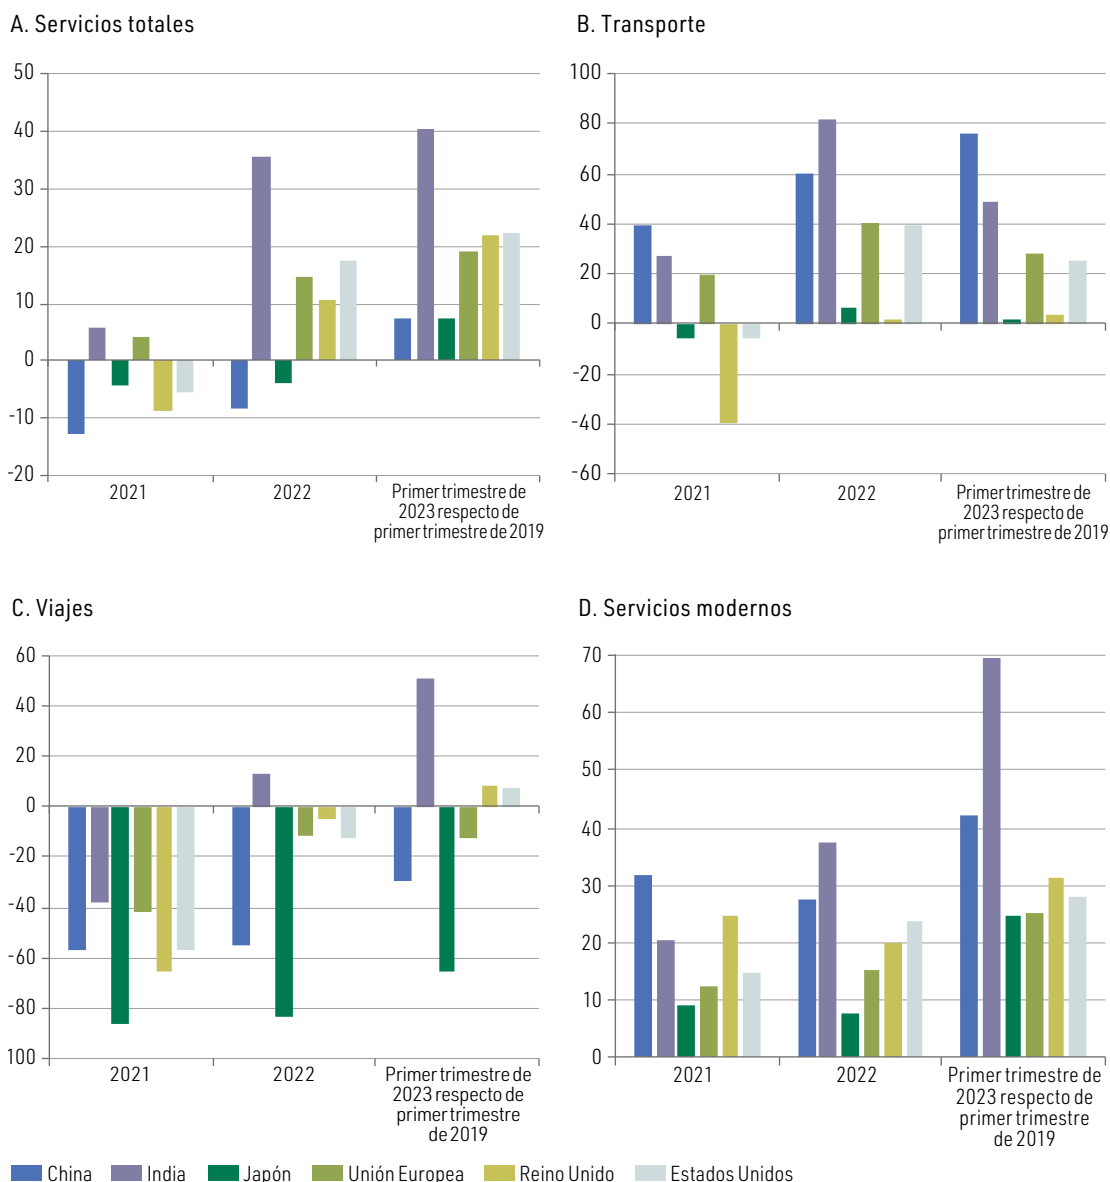 A. Servicios totales
50
40
30
20
10
0
-10
-20
2021
2022
Primer trimestre de
2023 respecto de
primer trimestre de 2019
B. Transporte
100
80
60
40
20
0
-20
-40
-60
2021
2022
Primer trimestre de
2023 respecto de
primer trimestre de 2019
C. Viajes
60
40
20
0
-20
-40
-60
-80
100
2021
2022
Primer trimestre de
2023 respecto de
primer trimestre
de 2019
D. Servicios modernos
70
60
50
40
30
20
10
0
2021
2022
Primer trimestre de
2023 respecto de
primer trimestre
de 2019
China India Japón Unión Europea Reino Unido Estados Unidos